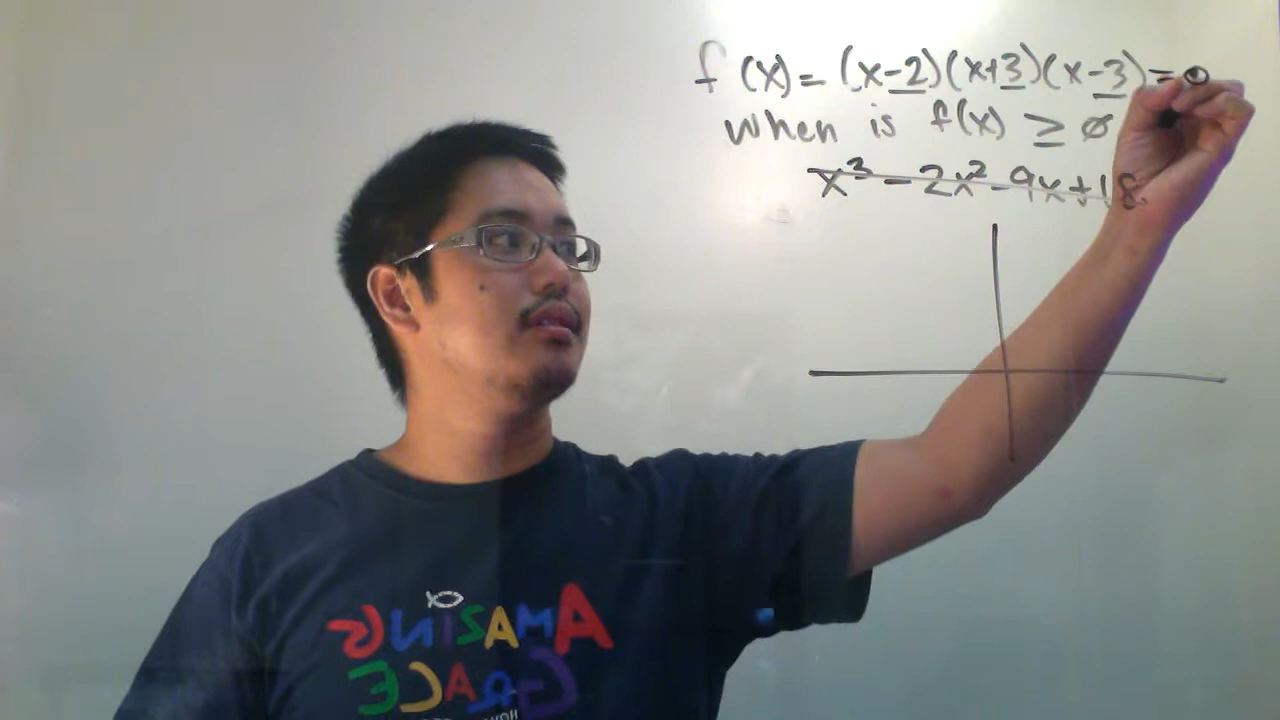 f(x) = (x-2)(x+3)(x-3) = 0
when is f(x) ≥ 0
x³ - 2x² - 9x + 18
AMAZING
GRACE